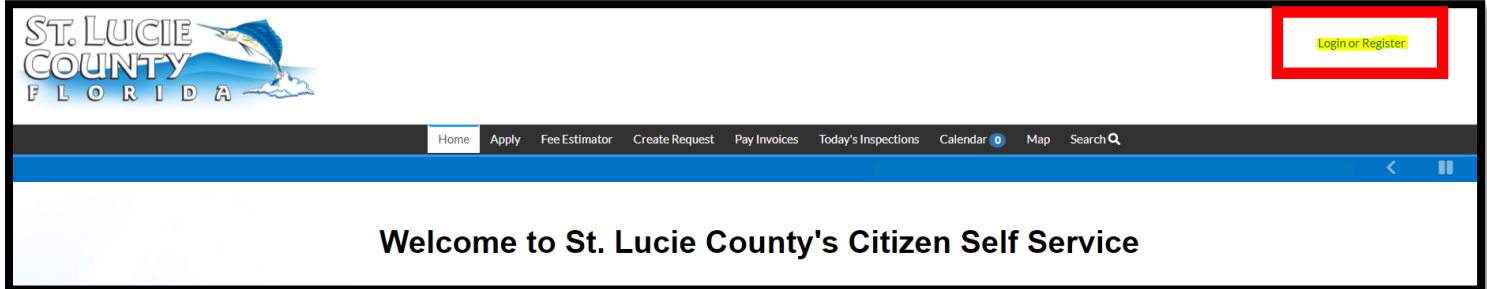 ST. LUCIE
COUNTY
FLORIDA
Login or Register
Home Apply Fee Estimator Create Request Pay Invoices Today's Inspections Calendar 0 Map Search
Welcome to St. Lucie County's Citizen Self Service